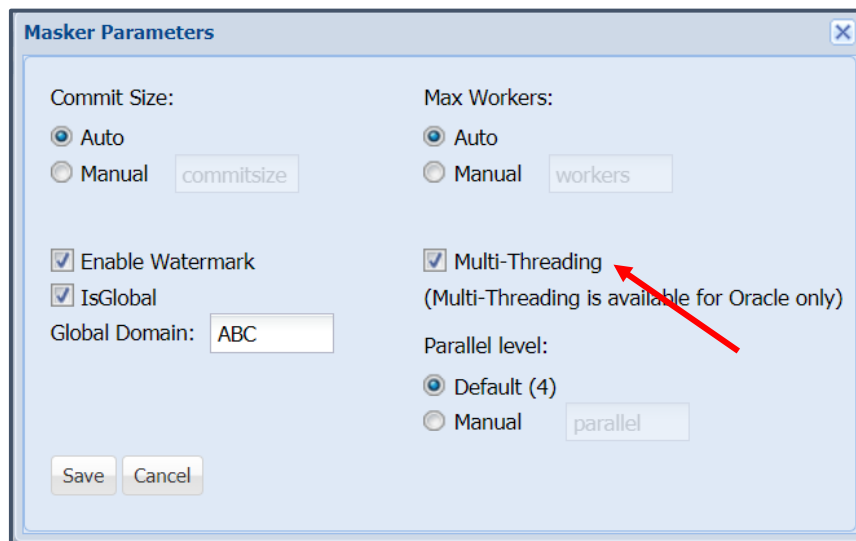 Masker Parameters
Commit Size:
Auto
Manual commitsize
Max Workers:
Auto
Manual workers
Enable Watermark
IsGlobal
Global Domain: ABC
Multi-Threading
(Multi-Threading is available for Oracle only)
Parallel level:
Default (4)
Manual parallel
Save Cancel